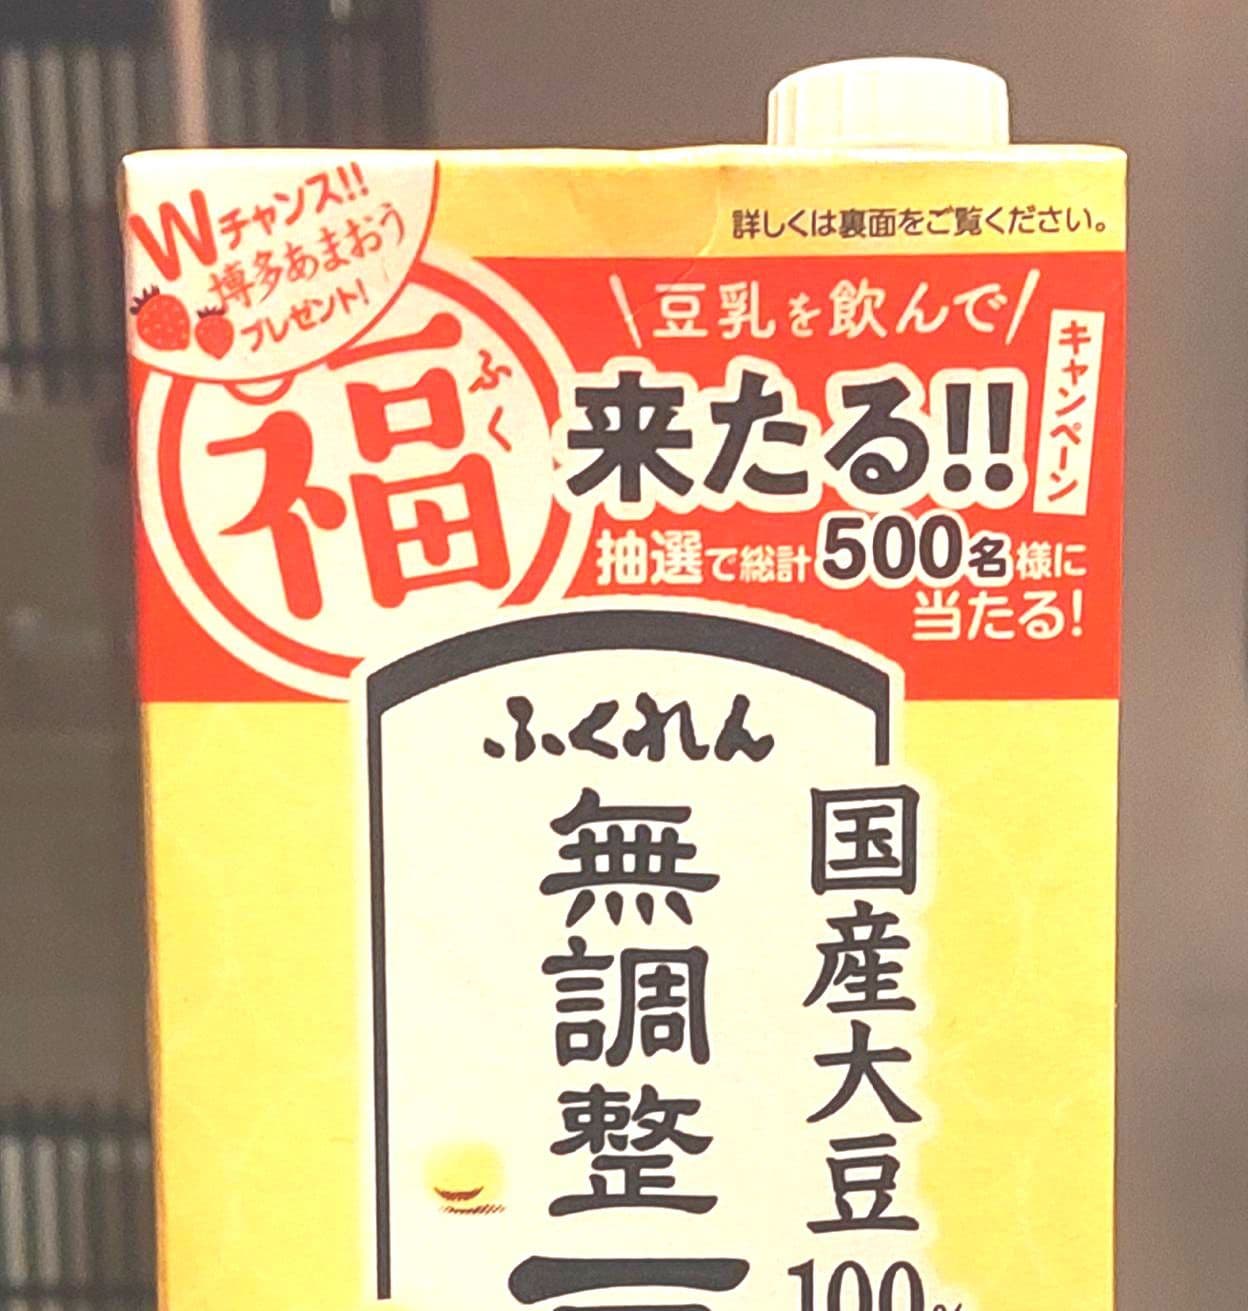 Wチャンス!!
博多あまおう
プレゼント!
詳しくは裏面をご覧ください。
豆乳を飲んで
福
ふく
来たる!!
キャンペーン
抽選で総計500名様に
当たる!
ふくれん
国産大豆
100%
無調整